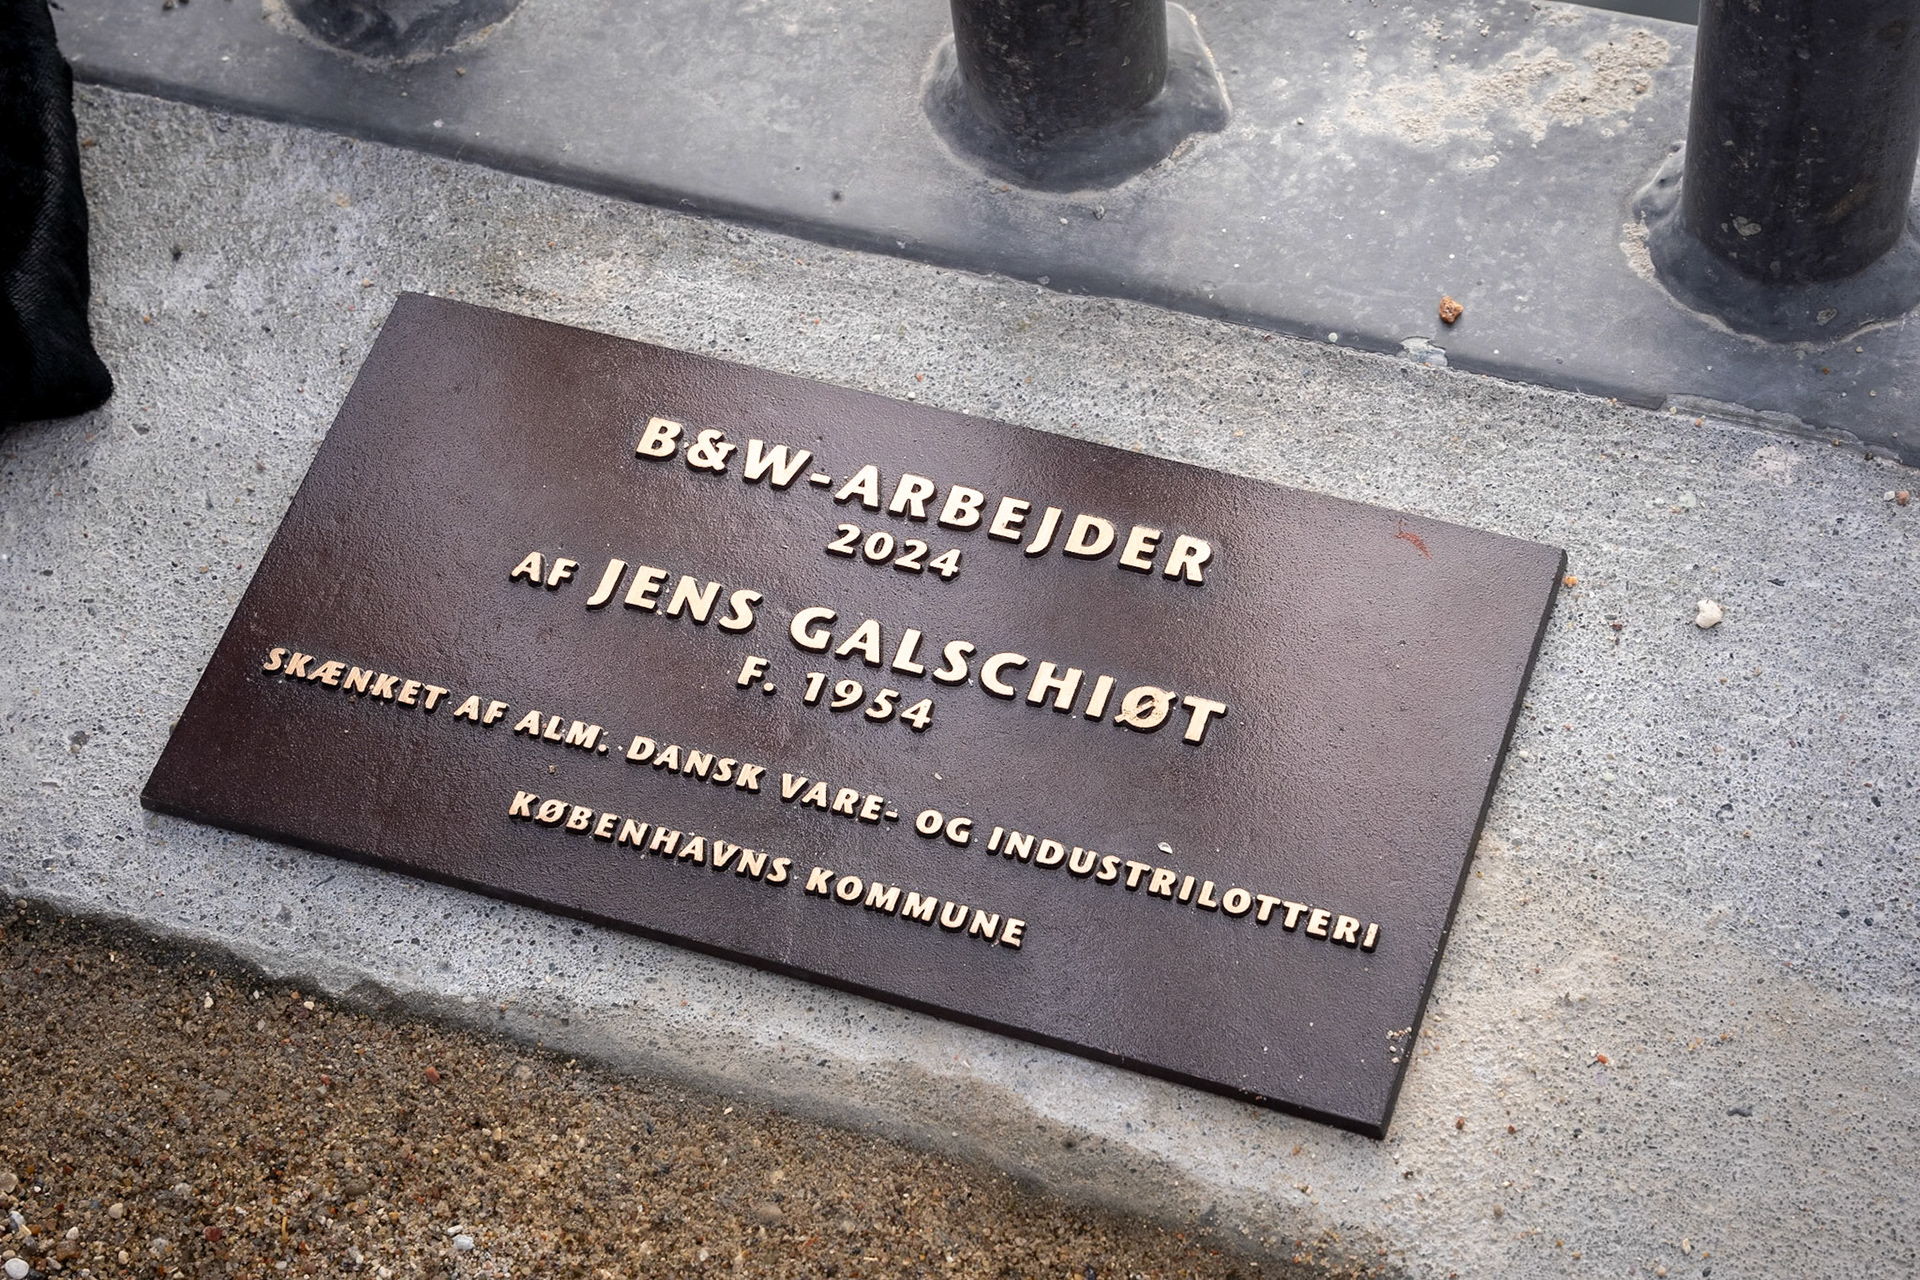 B&W-ARBEJDER
2024
AF JENS GALSCHIØT
F. 1954
SKÆNKET AF ALM. DANSK VARE- OG INDUSTRILOTTERI
KØBENHAVNS KOMMUNE